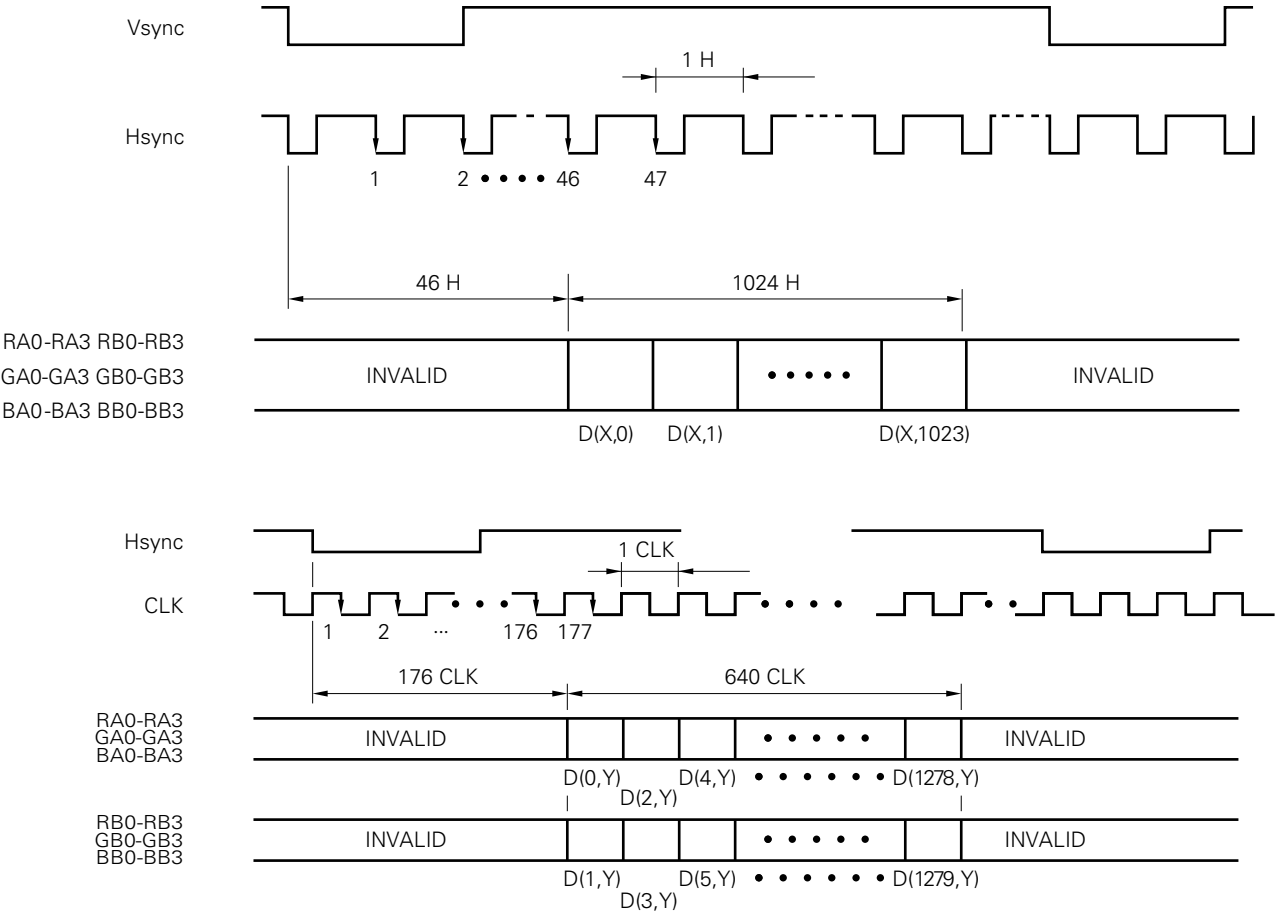 Vsync
1 H
Hsync
1 2 • • • • 46 47
46 H 1024 H
RA0-RA3 RB0-RB3
GA0-GA3 GB0-GB3 INVALID • • • • • INVALID
BA0-BA3 BB0-BB3
D(X,0) D(X,1) D(X,1023)
Hsync
1 CLK
CLK • • • • • • • • •
1 2 ... 176 177
176 CLK 640 CLK
RA0-RA3
GA0-GA3 INVALID • • • • • INVALID
BA0-BA3
D(0,Y) D(4,Y) • • • • • • D(1278,Y)
D(2,Y)
RB0-RB3
GB0-GB3 INVALID • • • • • INVALID
BB0-BB3
D(1,Y) D(5,Y) • • • • • • D(1279,Y)
D(3,Y)